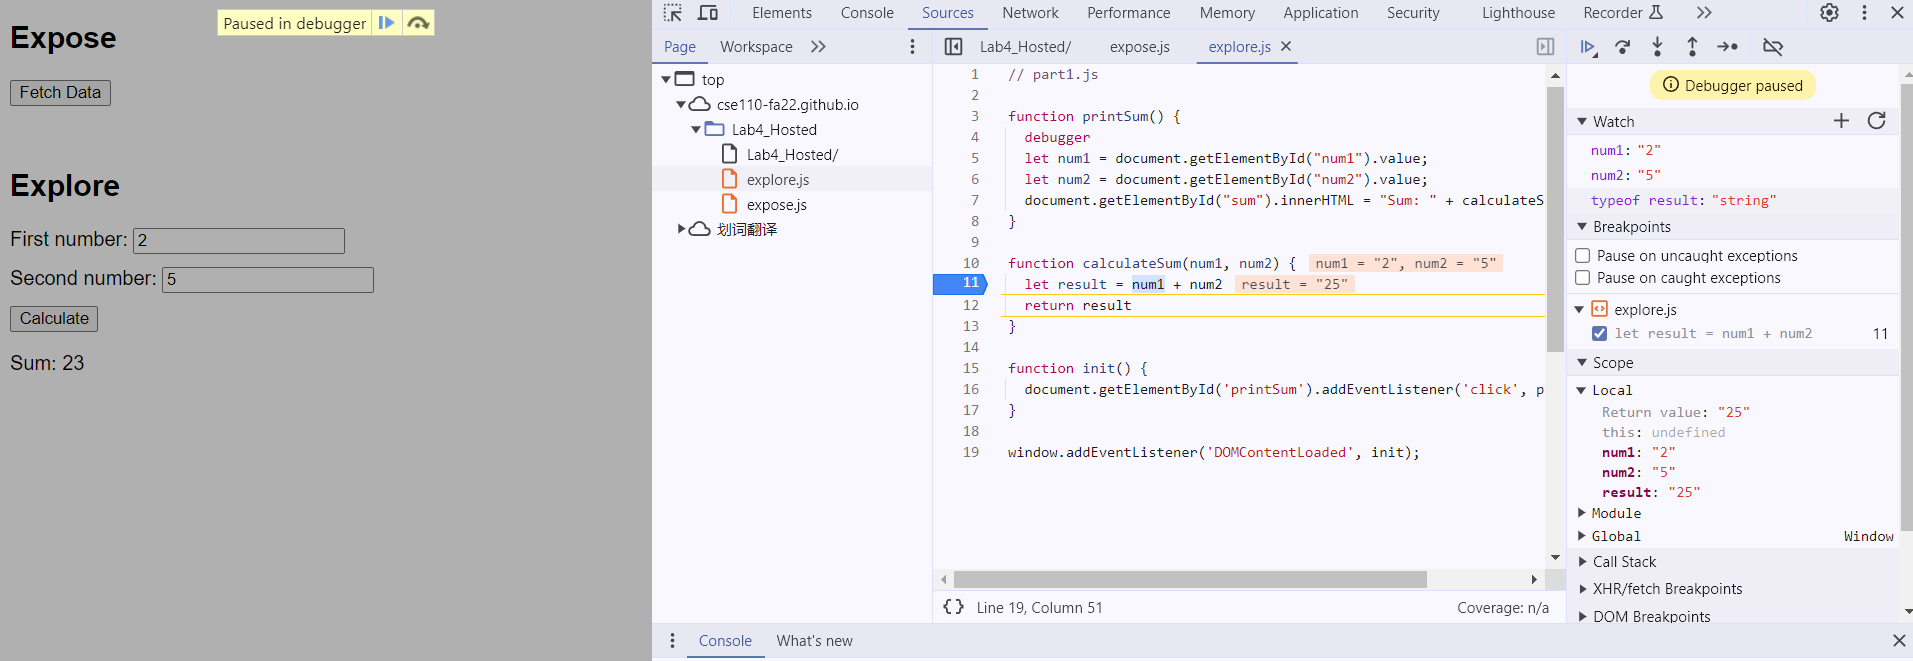 Paused in debugger
Expose
Fetch Data
Explore
First number: 2
Second number: 5
Calculate
Sum: 23
Elements Console Sources Network Performance Memory Application Security Lighthouse Recorder
Page Workspace
top
cse110-fa22.github.io
Lab4_Hosted
Lab4_Hosted/
explore.js
expose.js
划词翻译
Lab4_Hosted/ expose.js explore.js
1 // part1.js
2
3 function printSum() {
4 debugger
5 let num1 = document.getElementById("num1").value;
6 let num2 = document.getElementById("num2").value;
7 document.getElementById("sum").innerHTML = "Sum: " + calculateS
8 }
9
10 function calculateSum(num1, num2) { num1 = "2", num2 = "5"
11 let result = num1 + num2 result = "25"
12 return result
13 }
14
15 function init() {
16 document.getElementById('printSum').addEventListener('click', p
17 }
18
19 window.addEventListener('DOMContentLoaded', init);
{} Line 19, Column 51 Coverage: n/a
Debugger paused
Watch
num1: "2"
num2: "5"
typeof result: "string"
Breakpoints
Pause on uncaught exceptions
Pause on caught exceptions
explore.js
let result = num1 + num2 11
Scope
Local
Return value: "25"
this: undefined
num1: "2"
num2: "5"
result: "25"
Module
Global Window
Call Stack
XHR/fetch Breakpoints
DOM Breakpoints
Console What's new